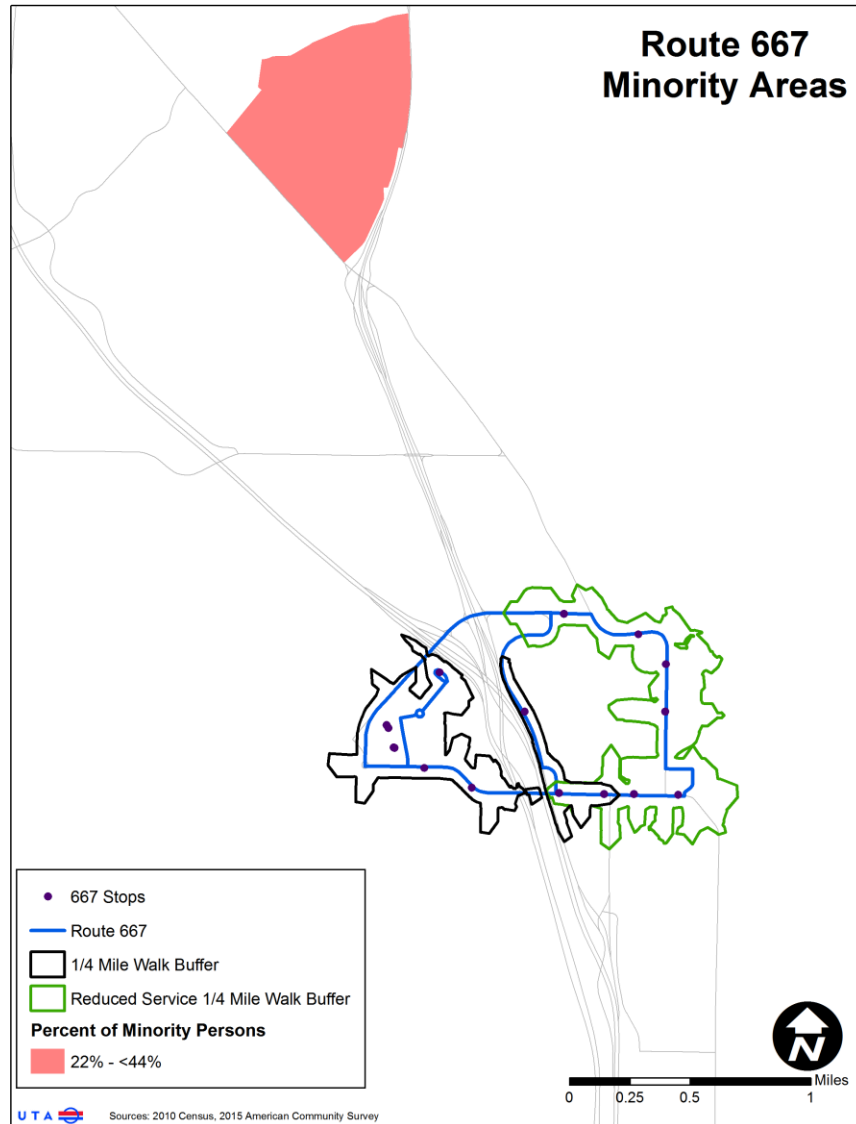 Route 667
Minority Areas
667 Stops
Route 667
1/4 Mile Walk Buffer
Reduced Service 1/4 Mile Walk Buffer
Percent of Minority Persons
22% - <44%
N
Miles
0 0.25 0.5 1
U T A Sources: 2010 Census, 2015 American Community Survey